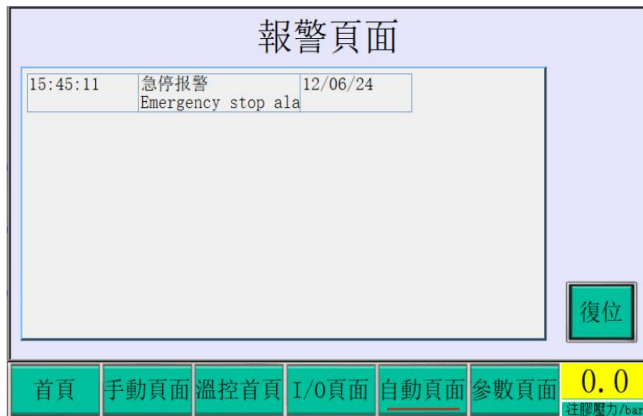 報警頁面
15:45:11 急停报警 12/06/24
Emergency stop ala
復位
首頁 手動頁面 溫控首頁 I/O頁面 自動頁面 參數頁面 0.0
注膠壓力/bar